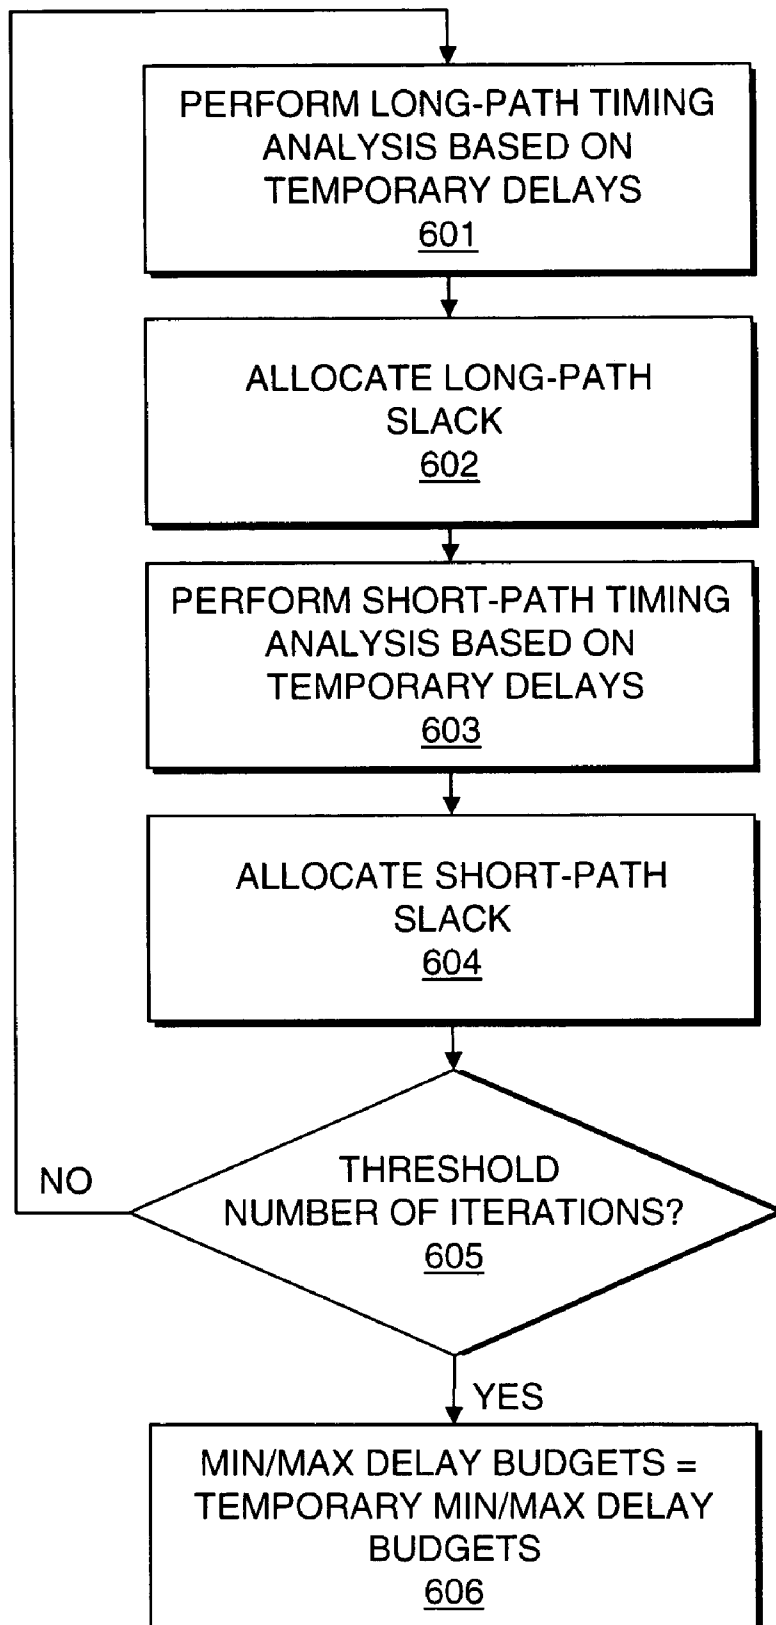 PERFORM LONG-PATH TIMING
ANALYSIS BASED ON
TEMPORARY DELAYS
601
ALLOCATE LONG-PATH
SLACK
602
PERFORM SHORT-PATH TIMING
ANALYSIS BASED ON
TEMPORARY DELAYS
603
ALLOCATE SHORT-PATH
SLACK
604
THRESHOLD
NUMBER OF ITERATIONS?
605
NO
YES
MIN/MAX DELAY BUDGETS =
TEMPORARY MIN/MAX DELAY
BUDGETS
606